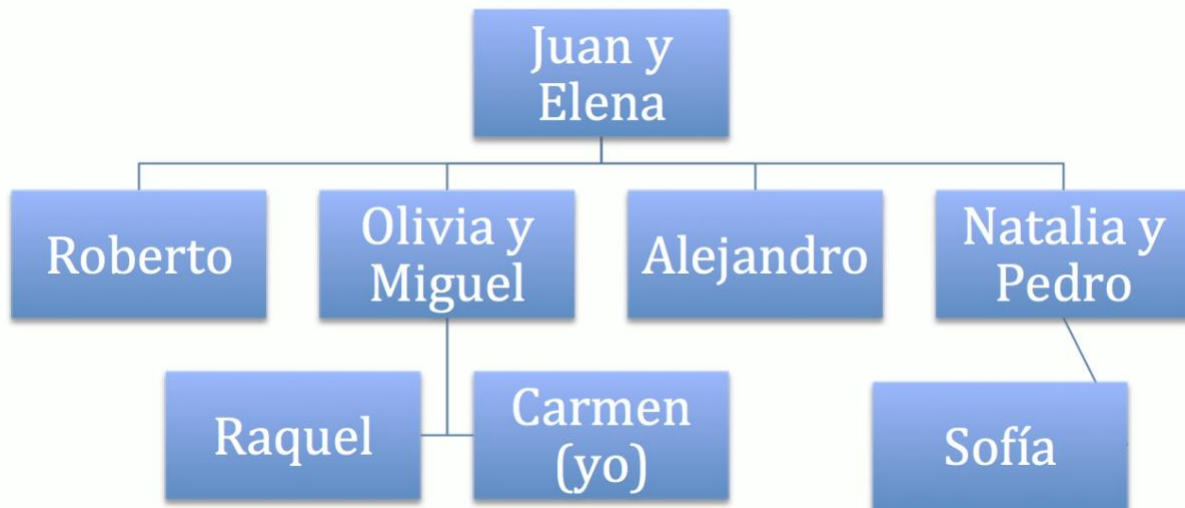 Juan y
Elena
Roberto
Olivia y
Miguel
Alejandro
Natalia y
Pedro
Raquel
Carmen
(yo)
Sofía